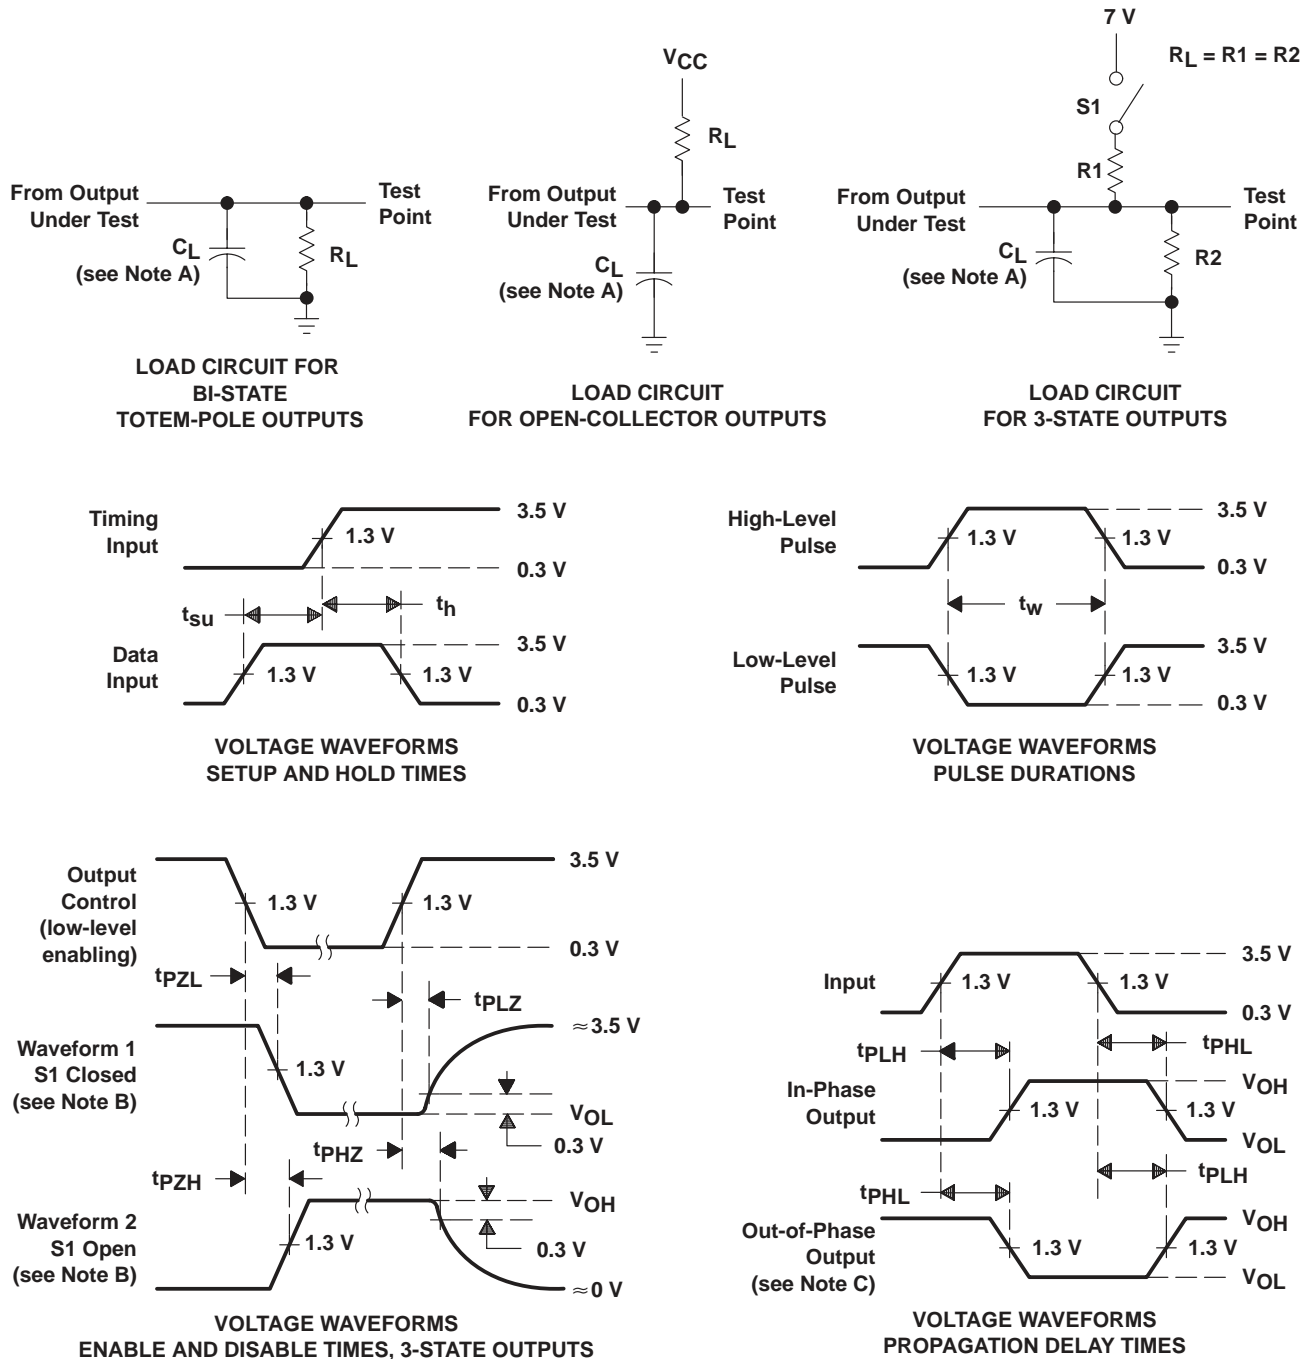 From Output
Under Test
Test
Point
CL
(see Note A)
RL
LOAD CIRCUIT FOR
BI-STATE
TOTEM-POLE OUTPUTS
VCC
RL
From Output
Under Test
Test
Point
CL
(see Note A)
LOAD CIRCUIT
FOR OPEN-COLLECTOR OUTPUTS
7 V
RL = R1 = R2
S1
R1
From Output
Under Test
Test
Point
CL
(see Note A)
R2
LOAD CIRCUIT
FOR 3-STATE OUTPUTS
Timing
Input
1.3 V
3.5 V
0.3 V
tsu
th
Data
Input
1.3 V
1.3 V
3.5 V
0.3 V
VOLTAGE WAVEFORMS
SETUP AND HOLD TIMES
High-Level
Pulse
1.3 V
1.3 V
3.5 V
0.3 V
tw
Low-Level
Pulse
1.3 V
1.3 V
3.5 V
0.3 V
VOLTAGE WAVEFORMS
PULSE DURATIONS
Output
Control
(low-level
enabling)
1.3 V
1.3 V
3.5 V
0.3 V
tPZL
tPLZ
Waveform 1
S1 Closed
(see Note B)
1.3 V
≈3.5 V
VOL
0.3 V
tPHZ
tPZH
Waveform 2
S1 Open
(see Note B)
1.3 V
VOH
0.3 V
≈0 V
VOLTAGE WAVEFORMS
ENABLE AND DISABLE TIMES, 3-STATE OUTPUTS
Input
1.3 V
1.3 V
3.5 V
0.3 V
tPLH
tPHL
In-Phase
Output
1.3 V
1.3 V
VOH
VOL
tPHL
tPLH
Out-of-Phase
Output
(see Note C)
1.3 V
1.3 V
VOH
VOL
VOLTAGE WAVEFORMS
PROPAGATION DELAY TIMES